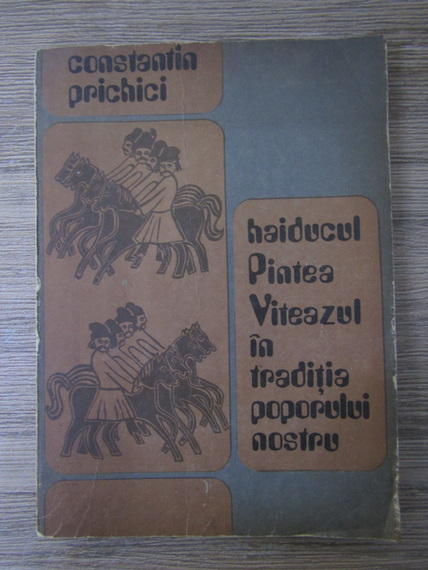 constantin
prichici
haiducul
Pintea
Viteazul
în
tradiția
poporului
nostru